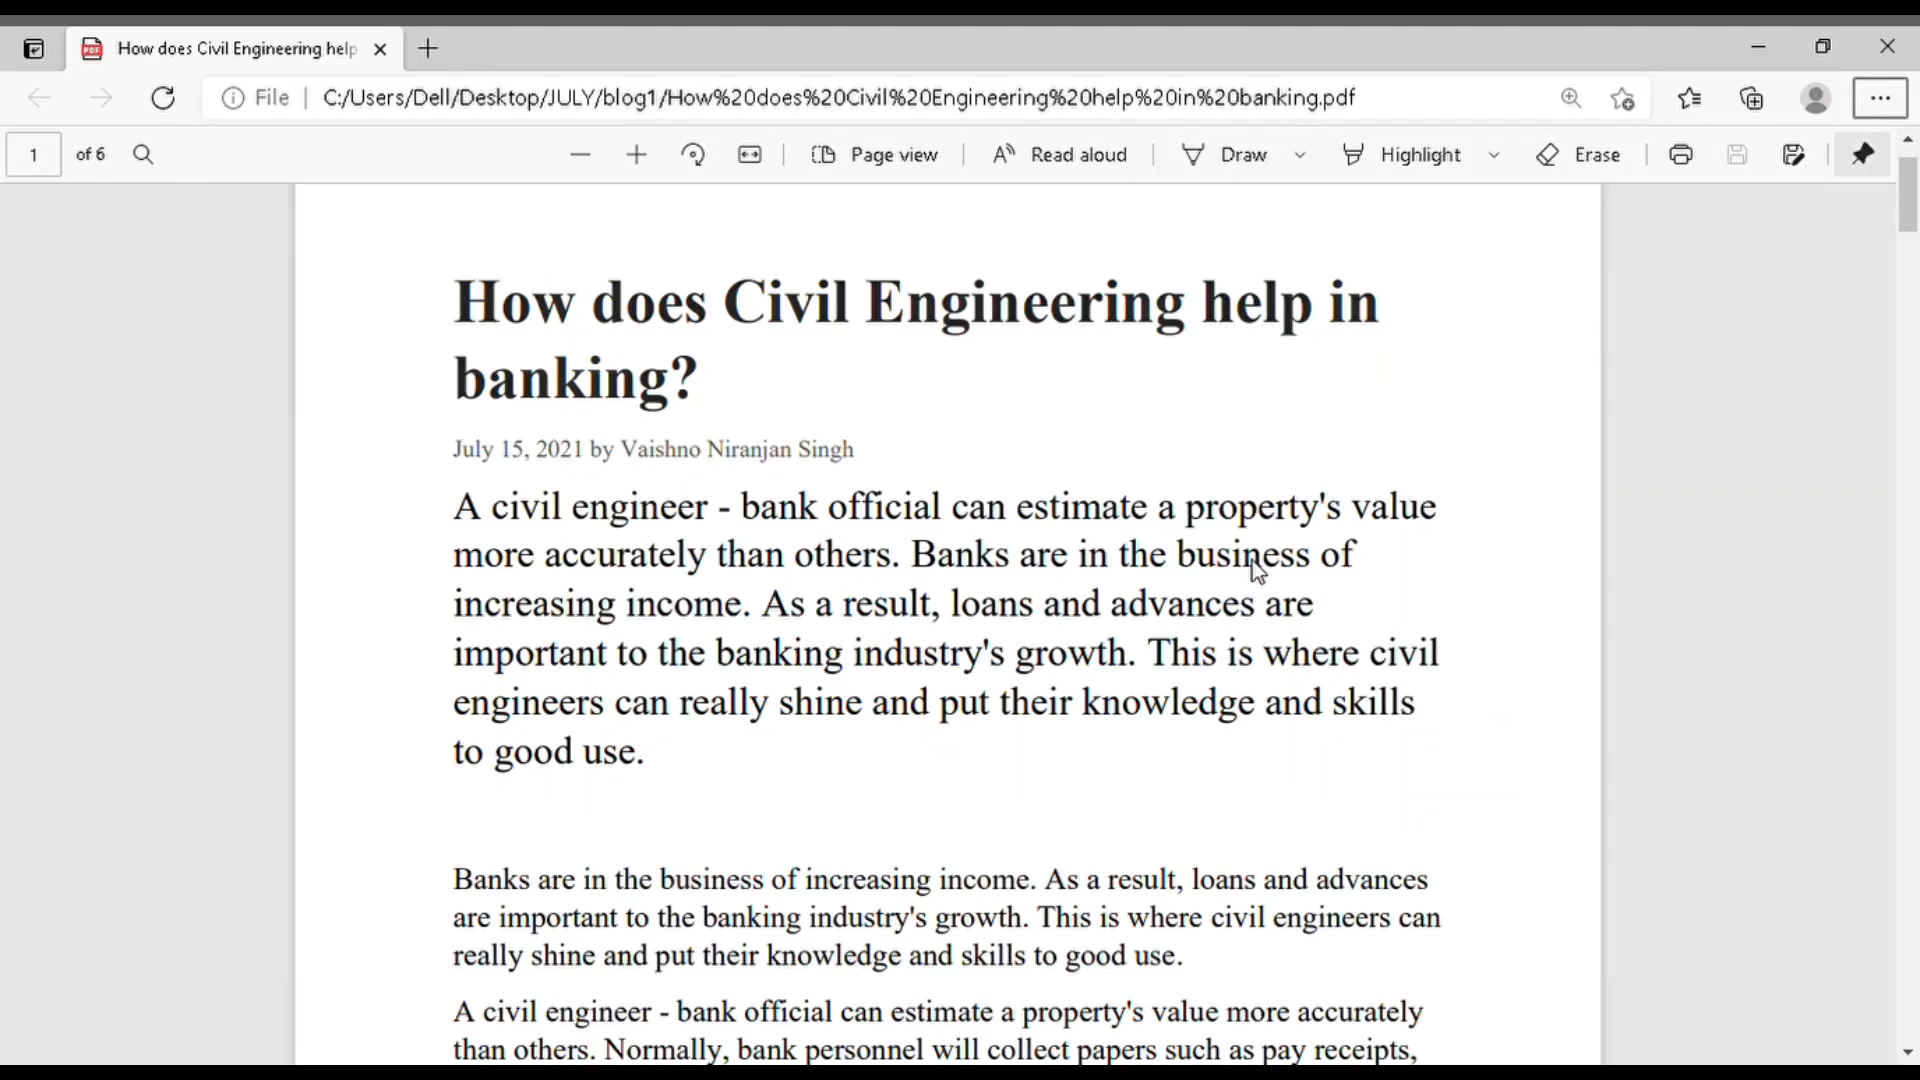 How does Civil Engineering help
File
C:/Users/Dell/Desktop/JULY/blog1/How%20does%20Civil%20Engineering%20help%20in%20banking.pdf
1 of 6
Page view
Read aloud
Draw
Highlight
Erase
How does Civil Engineering help in
banking?
July 15, 2021 by Vaishno Niranjan Singh
A civil engineer - bank official can estimate a property's value
more accurately than others. Banks are in the business of
increasing income. As a result, loans and advances are
important to the banking industry's growth. This is where civil
engineers can really shine and put their knowledge and skills
to good use.
Banks are in the business of increasing income. As a result, loans and advances
are important to the banking industry's growth. This is where civil engineers can
really shine and put their knowledge and skills to good use.
A civil engineer - bank official can estimate a property's value more accurately
than others. Normally, bank personnel will collect papers such as pay receipts,